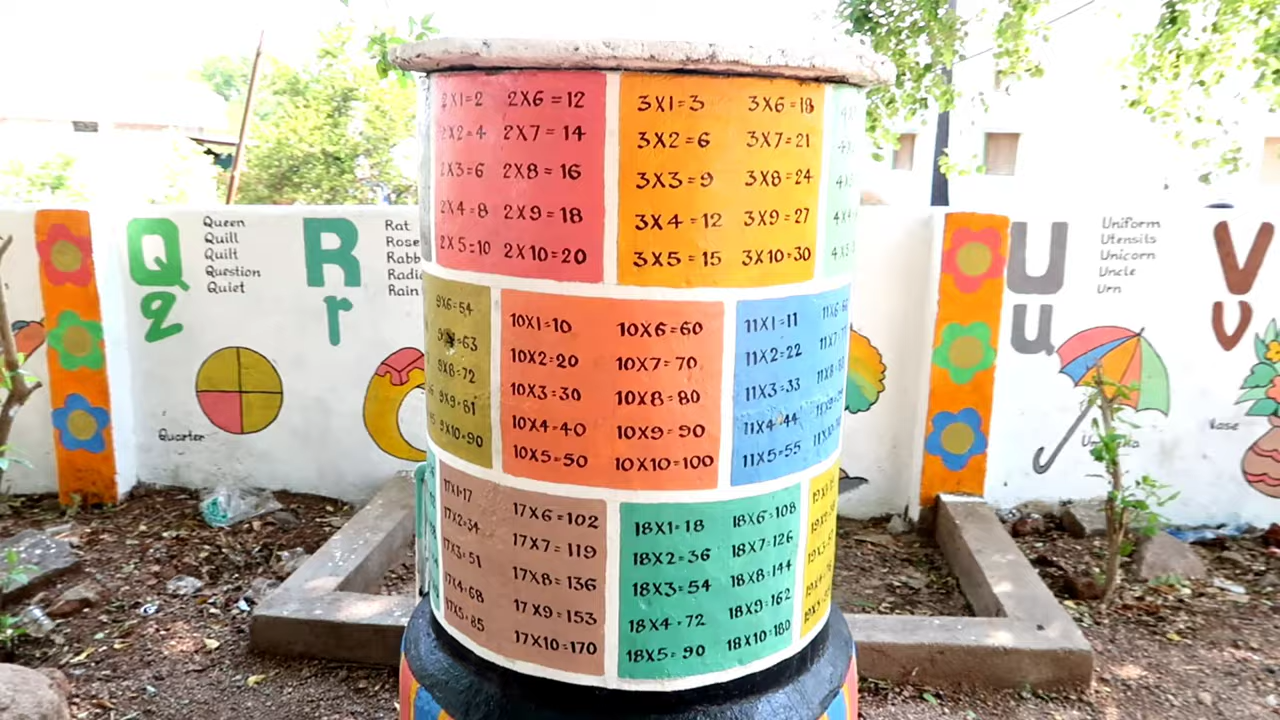 2X1=2 2X6=12
2X2=4 2X7=14
2X3=6 2X8=16
2X4=8 2X9=18
2X5=10 2X10=20
3X1=3 3X6=18
3X2=6 3X7=21
3X3=9 3X8=24
3X4=12 3X9=27
3X5=15 3X10=30
9X6=54
=63
9X8=72
9X9=81
9X10=90
10X1=10 10X6=60
10X2=20 10X7=70
10X3=30 10X8=80
10X4=40 10X9=90
10X5=50 10X10=100
11X1=11
11X2=22
11X3=33
11X4=44
11X5=55
17X1=17 17X6=102
17X2=34 17X7=119
17X3=51 17X8=136
17X4=68 17X9=153
17X5=85 17X10=170
18X1=18 18X6=108
18X2=36 18X7=126
18X3=54 18X8=144
18X4=72 18X9=162
18X5=90 18X10=180
Q
q
Queen
Quill
Quilt
Question
Quiet
Quarter
R
r
Rat
Rose
Rain
U
u
Uniform
Utensils
Unicorn
Uncle
Urn
V
v
Vase